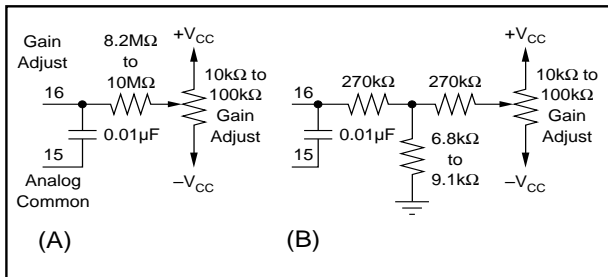 Gain
Adjust
16
15
Analog
Common
8.2MΩ
to
10MΩ
0.01µF
+VCC
10kΩ to
100kΩ
Gain
Adjust
–VCC
(A)
16
15
270kΩ
0.01µF
270kΩ
6.8kΩ
to
9.1kΩ
+VCC
10kΩ to
100kΩ
Gain
Adjust
–VCC
(B)